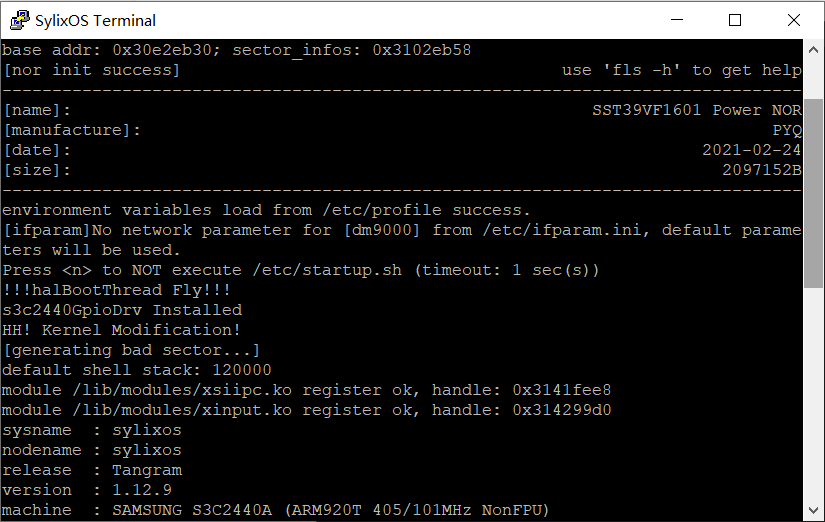 SylixOS Terminal
base addr: 0x30e2eb30; sector_infos: 0x3102eb58
[nor init success] use 'fls -h' to get help
--------------------------------------------------------------------------------
[name]: SST39VF1601 Power NOR
[manufacture]: PYQ
[date]: 2021-02-24
[size]: 2097152B
--------------------------------------------------------------------------------
environment variables load from /etc/profile success.
[ifparam]No network parameter for [dm9000] from /etc/ifparam.ini, default parame
ters will be used.
Press <n> to NOT execute /etc/startup.sh (timeout: 1 sec(s))
!!!halBootThread Fly!!!
s3c2440GpioDrv Installed
HH! Kernel Modification!
[generating bad sector...]
default shell stack: 120000
module /lib/modules/xsiipc.ko register ok, handle: 0x3141fee8
module /lib/modules/xinput.ko register ok, handle: 0x314299d0
sysname  : sylixos
nodename : sylixos
release  : Tangram
version  : 1.12.9
machine  : SAMSUNG S3C2440A (ARM920T 405/101MHz NonFPU)